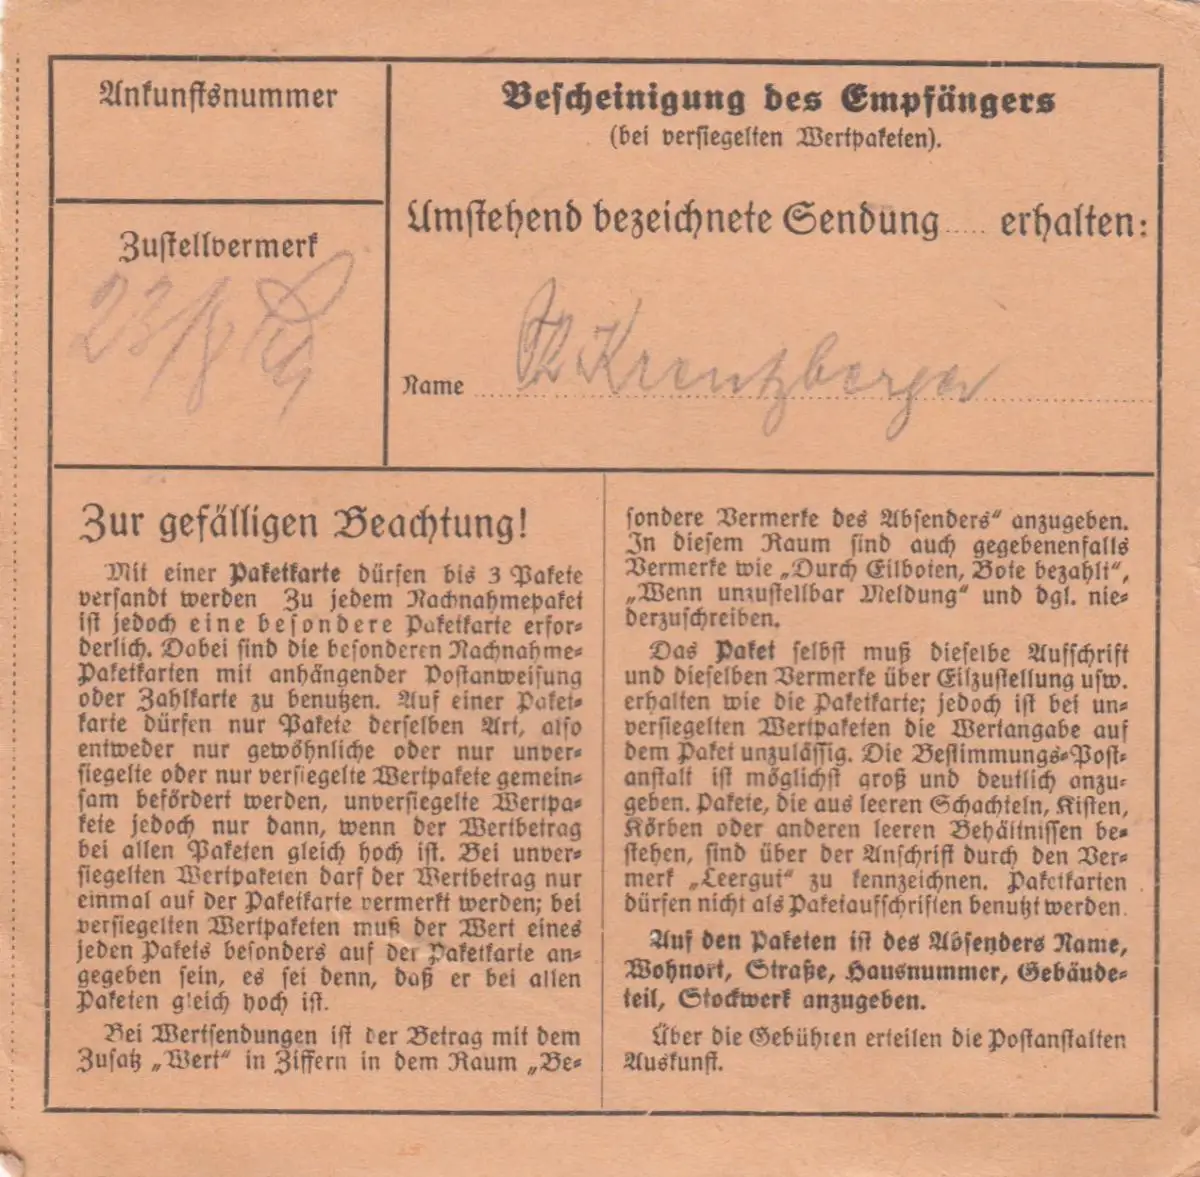 Ankunftsnummer
Zustellvermerk
23/8
Bescheinigung des Empfängers
(bei versiegelten Wertpaketen).
Umstehend bezeichnete Sendung..... erhalten:
Name Kreutzberger
Zur gefälligen Beachtung!
Mit einer Paketkarte dürfen bis 3 Pakete
versandt werden Zu jedem Nachnahmepaket
ist jedoch eine besondere Paketkarte erfor-
derlich. Dabei sind die besonderen Nachnahme-
Paketkarten mit anhängender Postanweisung
oder Zahlkarte zu benutzen. Auf einer Paket-
karte dürfen nur Pakete derselben Art, also
entweder nur gewöhnliche oder nur unver-
siegelte oder nur versiegelte Wertpakete gemein-
sam befördert werden, unversiegelte Wertpa-
kete jedoch nur dann, wenn der Wertbetrag
bei allen Paketen gleich hoch ist. Bei unver-
siegelten Wertpaketen darf der Wertbetrag nur
einmal auf der Paketkarte vermerkt werden; bei
versiegelten Wertpaketen muß der Wert eines
jeden Pakets besonders auf der Paketkarte an-
gegeben sein, es sei denn, daß er bei allen
Paketen gleich hoch ist.
Bei Wertsendungen ist der Betrag mit dem
Zusatz „Wert“ in Ziffern in dem Raum „Be-
sondere Vermerke des Absenders“ anzugeben.
In diesem Raum sind auch gegebenenfalls
Vermerke wie „Durch Eilboten, Bote bezahlt“,
„Wenn unzustellbar Meldung“ und dgl. nie-
derzuschreiben.
Das Paket selbst muß dieselbe Aufschrift
und dieselben Vermerke über Eilzustellung usw.
erhalten wie die Paketkarte; jedoch ist bei un-
versiegelten Wertpaketen die Wertangabe auf
dem Paket unzulässig. Die Bestimmungs-Post-
anstalt ist möglichst groß und deutlich anzu-
geben. Pakete, die aus leeren Schachteln, Kisten,
Körben oder anderen leeren Behältnissen be-
stehen, sind über der Anschrift durch den Ver-
merk „Leergut“ zu kennzeichnen. Paketkarten
dürfen nicht als Paketaufschriften benutzt werden.
Auf den Paketen ist des Absenders Name,
Wohnort, Straße, Hausnummer, Gebäude-
teil, Stockwerk anzugeben.
Über die Gebühren erteilen die Postanstalten
Auskunft.